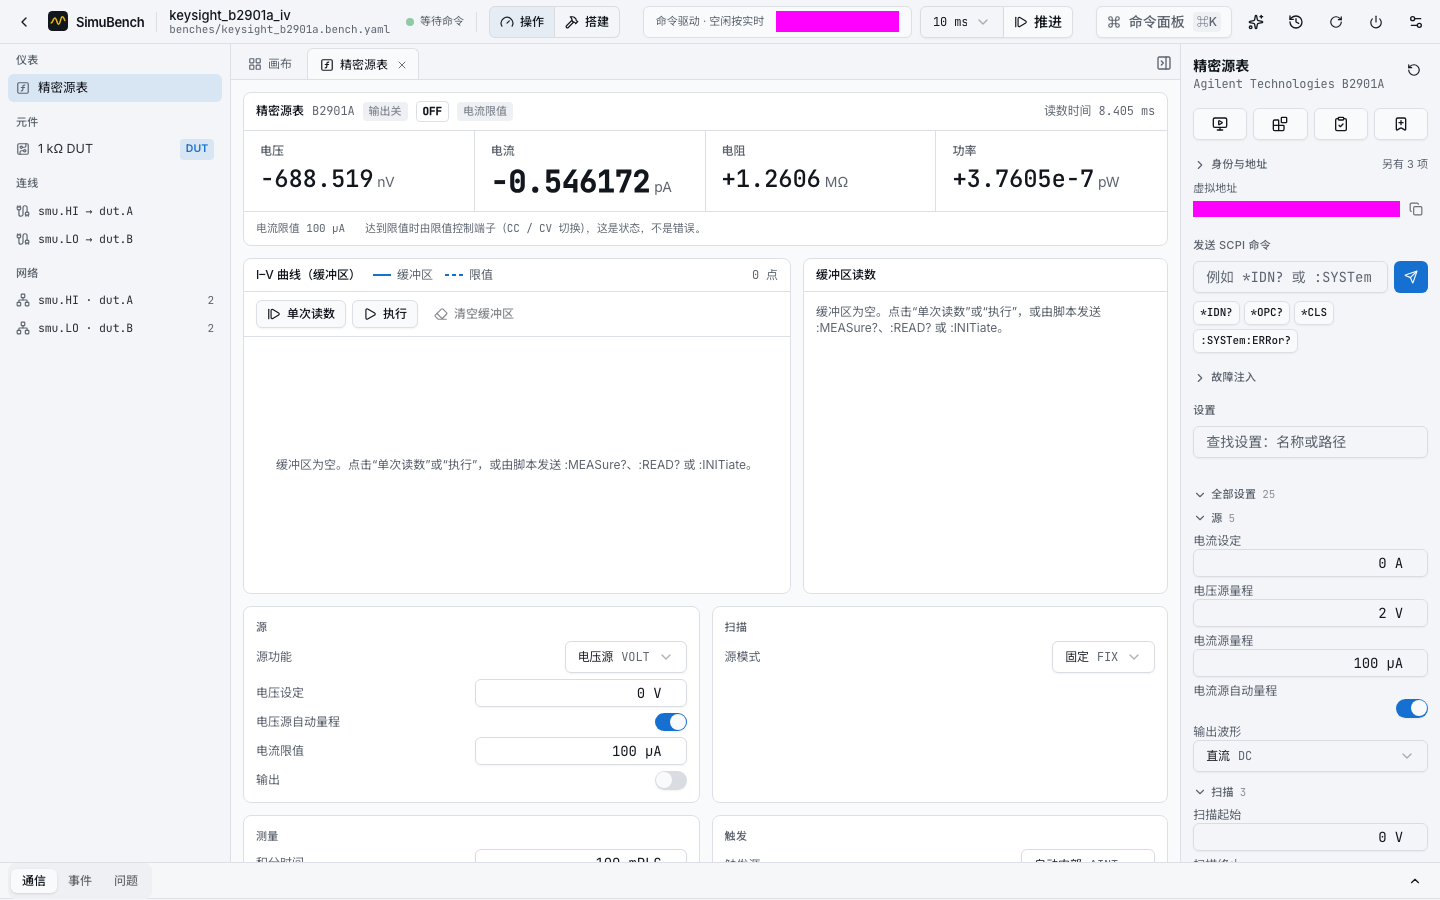 SimuBench
keysight_b2901a_iv
benches/keysight_b2901a.bench.yaml
等待命令
操作
搭建
命令驱动 · 空闲按实时
10 ms
推进
⌘ 命令面板 ⌘K
仪表
精密源表
元件
1 kΩ DUT
DUT
连线
smu.HI → dut.A
smu.LO → dut.B
网络
smu.HI · dut.A 2
smu.LO · dut.B 2
画布
精密源表
精密源表 B2901A 输出关 OFF 电流限值
读数时间 8.405 ms
电压
-688.519 nV
电流
-0.546172 pA
电阻
+1.2606 MΩ
功率
+3.7605e-7 pW
电流限值 100 µA 达到限值时由限值控制端子（CC / CV 切换），这是状态，不是错误。
I–V 曲线（缓冲区） 缓冲区 限值 0 点
单次读数
执行
清空缓冲区
缓冲区为空。点击“单次读数”或“执行”，或由脚本发送 :MEASure?、:READ? 或 :INITiate。
缓冲区读数
缓冲区为空。点击“单次读数”或“执行”，或由脚本发送
:MEASure?、:READ? 或 :INITiate。
源
源功能
电压源 VOLT
电压设定
0 V
电压源自动量程
电流限值
100 µA
输出
扫描
源模式
固定 FIX
测量
积分时间
100 mPLC
触发
触发源
自动内部 AINT
精密源表
Agilent Technologies B2901A
身份与地址
另有 3 项
虚拟地址
发送 SCPI 命令
例如 *IDN? 或 :SYSTem
*IDN?
*OPC?
*CLS
:SYSTem:ERRor?
故障注入
设置
查找设置：名称或路径
全部设置 25
源 5
电流设定
0 A
电压源量程
2 V
电流源量程
100 µA
电流源自动量程
输出波形
直流 DC
扫描 3
扫描起始
0 V
通信
事件
问题